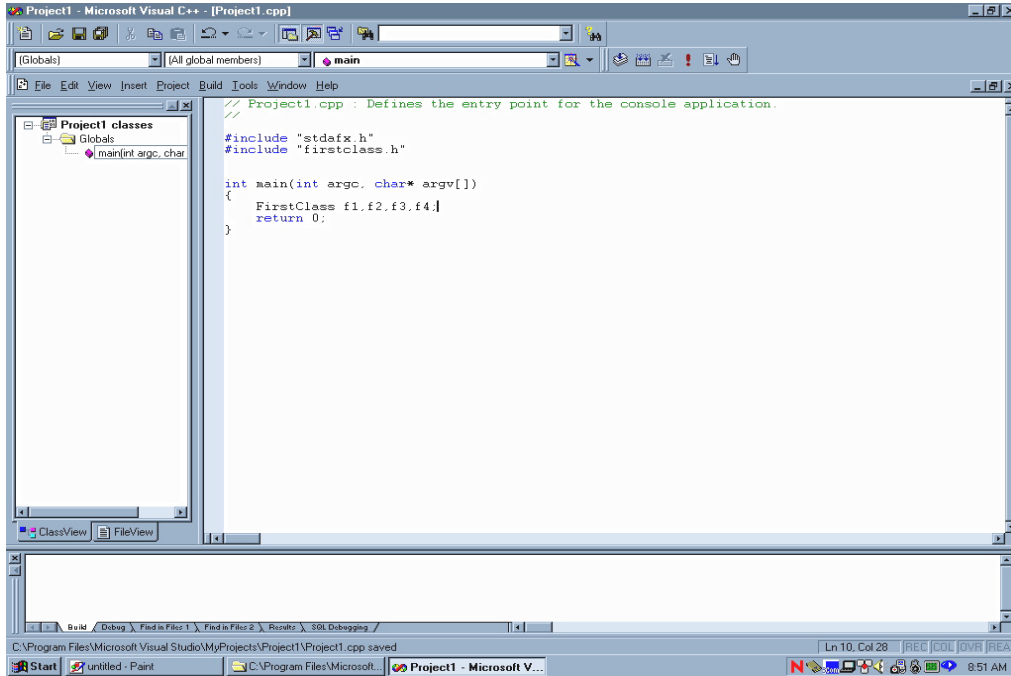 Project1 - Microsoft Visual C++ - [Project1.cpp]
(Globals) (All global members) main
File Edit View Insert Project Build Tools Window Help
Project1 classes
Globals
main(int argc, char
// Project1.cpp : Defines the entry point for the console application.
//
#include "stdafx.h"
#include "firstclass.h"
int main(int argc, char* argv[])
{
FirstClass f1,f2,f3,f4;
return 0;
}
ClassView FileView
Build Debug Find in Files 1 Find in Files 2 Results SQL Debugging
C:\Program Files\Microsoft Visual Studio\MyProjects\Project1\Project1.cpp saved
Ln 10, Col 28 REC COL OVR REA
Start untitled - Paint C:\Program Files\Microsoft... Project1 - Microsoft V... N Com 8:51 AM